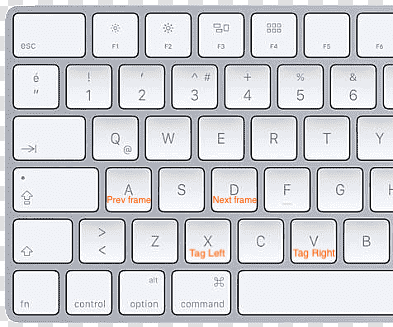 esc F1 F2 F3 F4 F5 F6
é ! ' ^ # + % &
" 1 2 3 4 5 6
Q @ W E R T Y
A S D F G H
Prev frame Next frame
> < Z X C V B
Tag Left Tag Right
alt ⌘
fn control option command